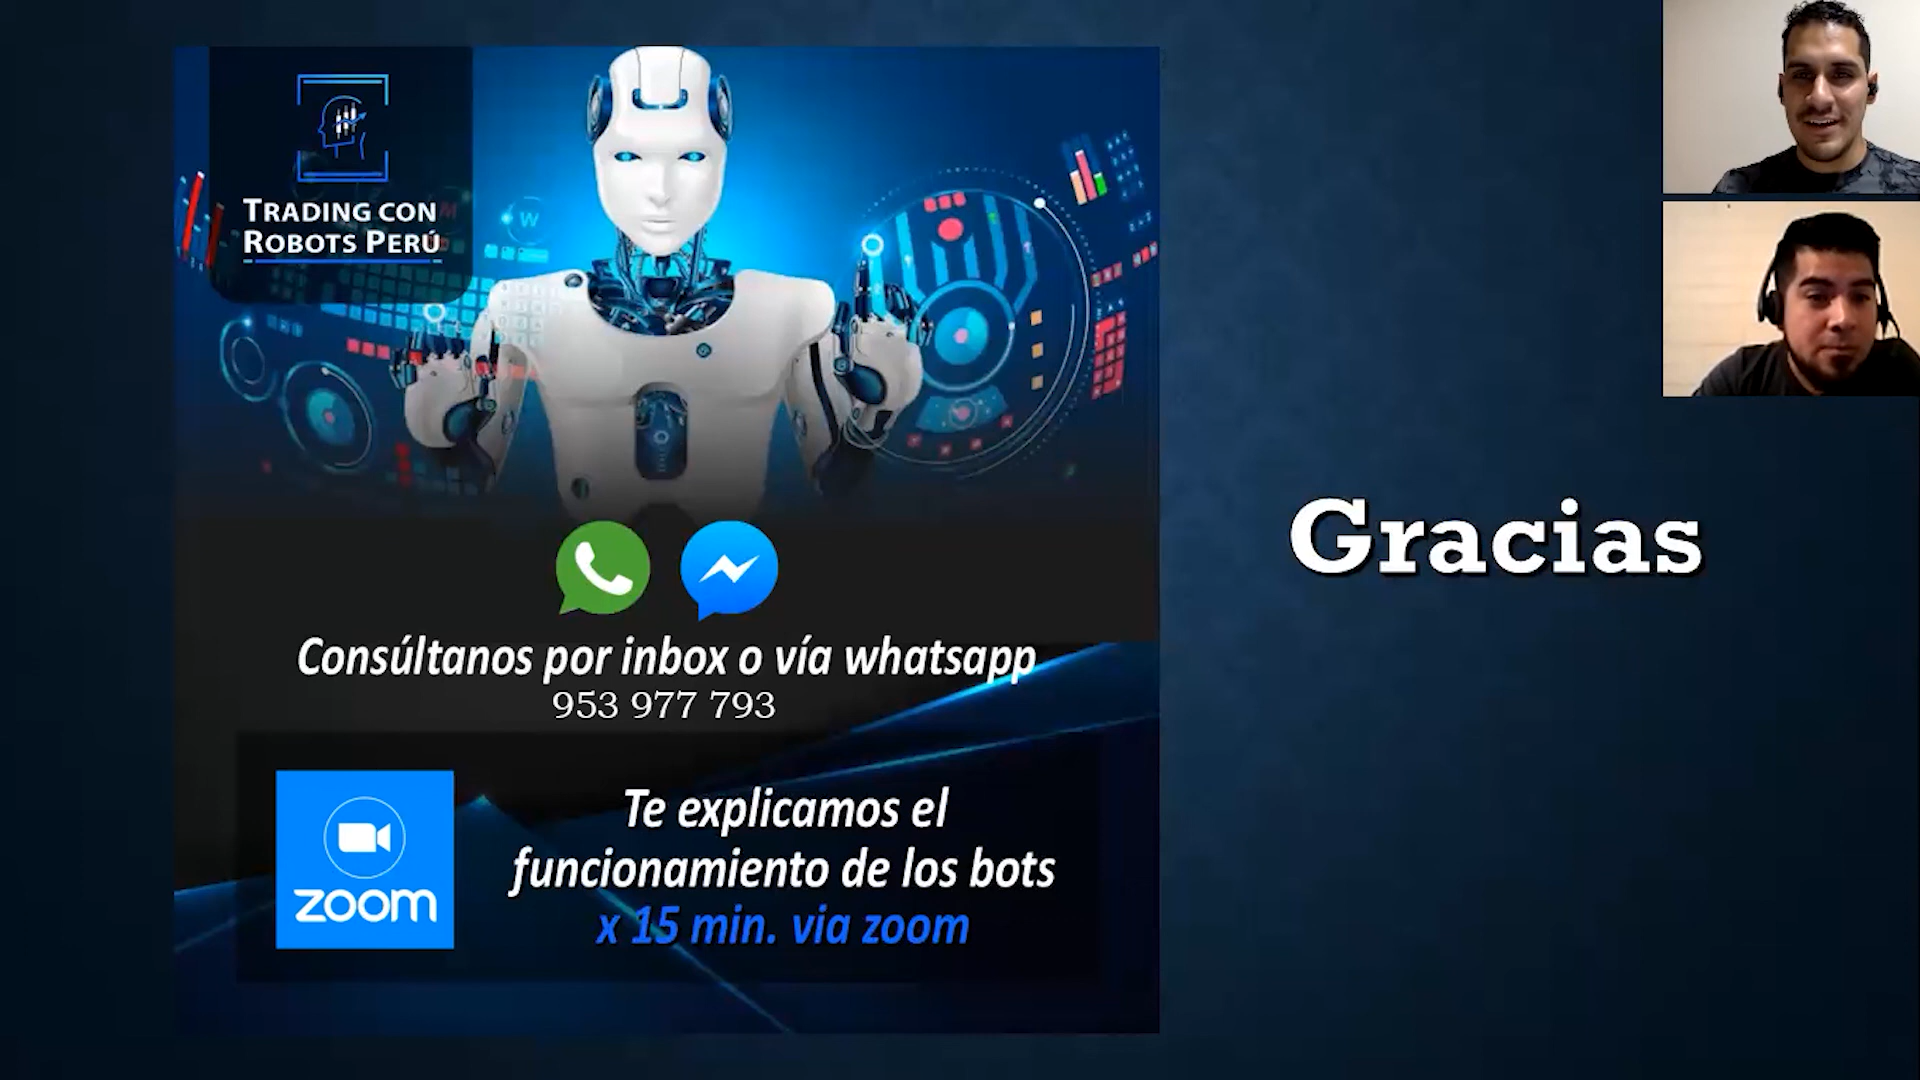 TRADING CON
ROBOTS PERÚ
W
Consúltanos por inbox o vía whatsapp
953 977 793
zoom
Te explicamos el
funcionamiento de los bots
x 15 min. via zoom
Gracias